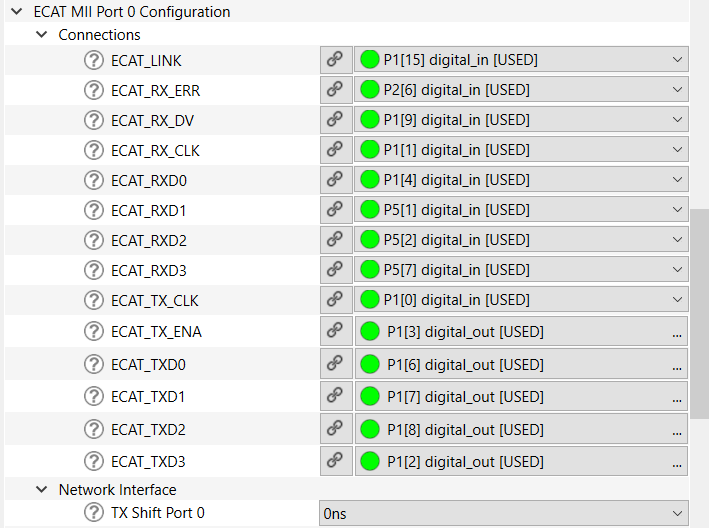 ECAT MII Port 0 Configuration
Connections
ECAT_LINK P1[15] digital_in [USED]
ECAT_RX_ERR P2[6] digital_in [USED]
ECAT_RX_DV P1[9] digital_in [USED]
ECAT_RX_CLK P1[1] digital_in [USED]
ECAT_RXD0 P1[4] digital_in [USED]
ECAT_RXD1 P5[1] digital_in [USED]
ECAT_RXD2 P5[2] digital_in [USED]
ECAT_RXD3 P5[7] digital_in [USED]
ECAT_TX_CLK P1[0] digital_in [USED]
ECAT_TX_ENA P1[3] digital_out [USED] ...
ECAT_TXD0 P1[6] digital_out [USED] ...
ECAT_TXD1 P1[7] digital_out [USED] ...
ECAT_TXD2 P1[8] digital_out [USED] ...
ECAT_TXD3 P1[2] digital_out [USED] ...
Network Interface
TX Shift Port 0 0ns